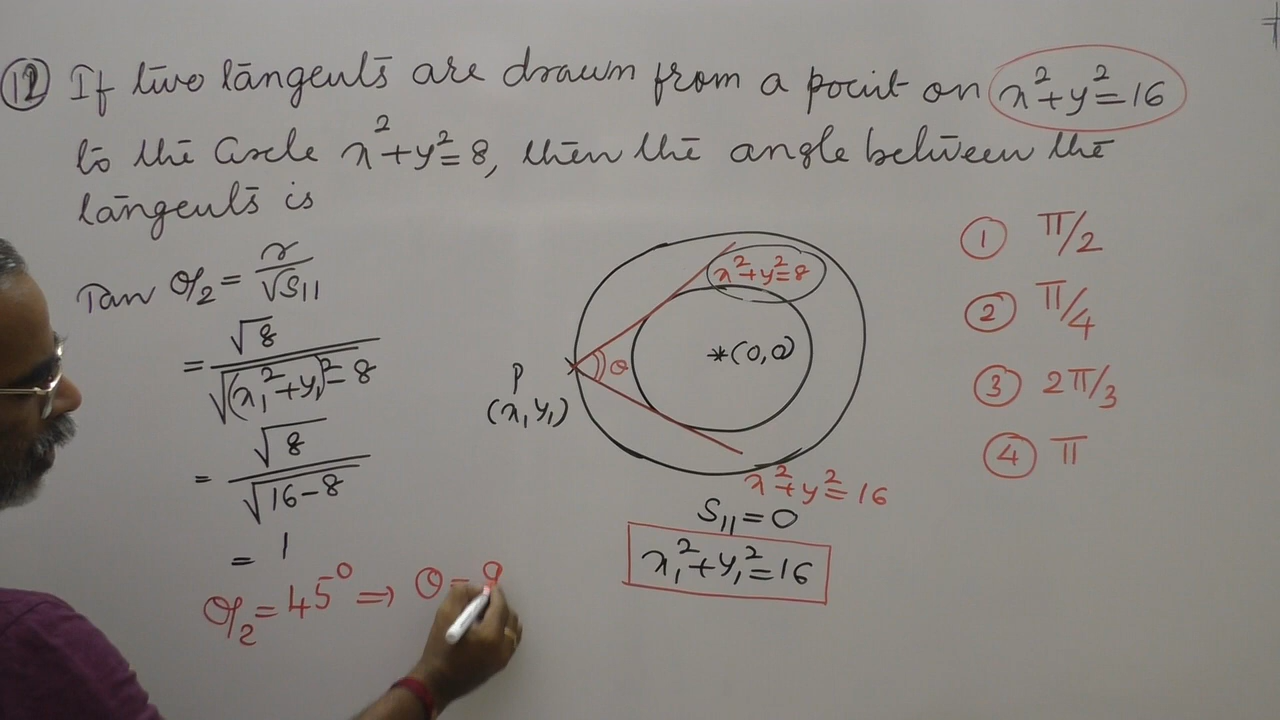 12 If two tangents are drawn from a point on x²+y²=16
to the Circle x²+y²=8, then the angle between the
tangents is
Tan θ/2 = r/√S₁₁
= √8/√(x₁²+y₁²)=8
= √8/√16-8
= 1
θ/2 = 45° ⇒ θ = 9
x²+y²=8
*(0,0)
θ
P
(x₁y₁)
x²+y²=16
S₁₁=0
x₁²+y₁²=16
1 π/2
2 π/4
3 2π/3
4 π